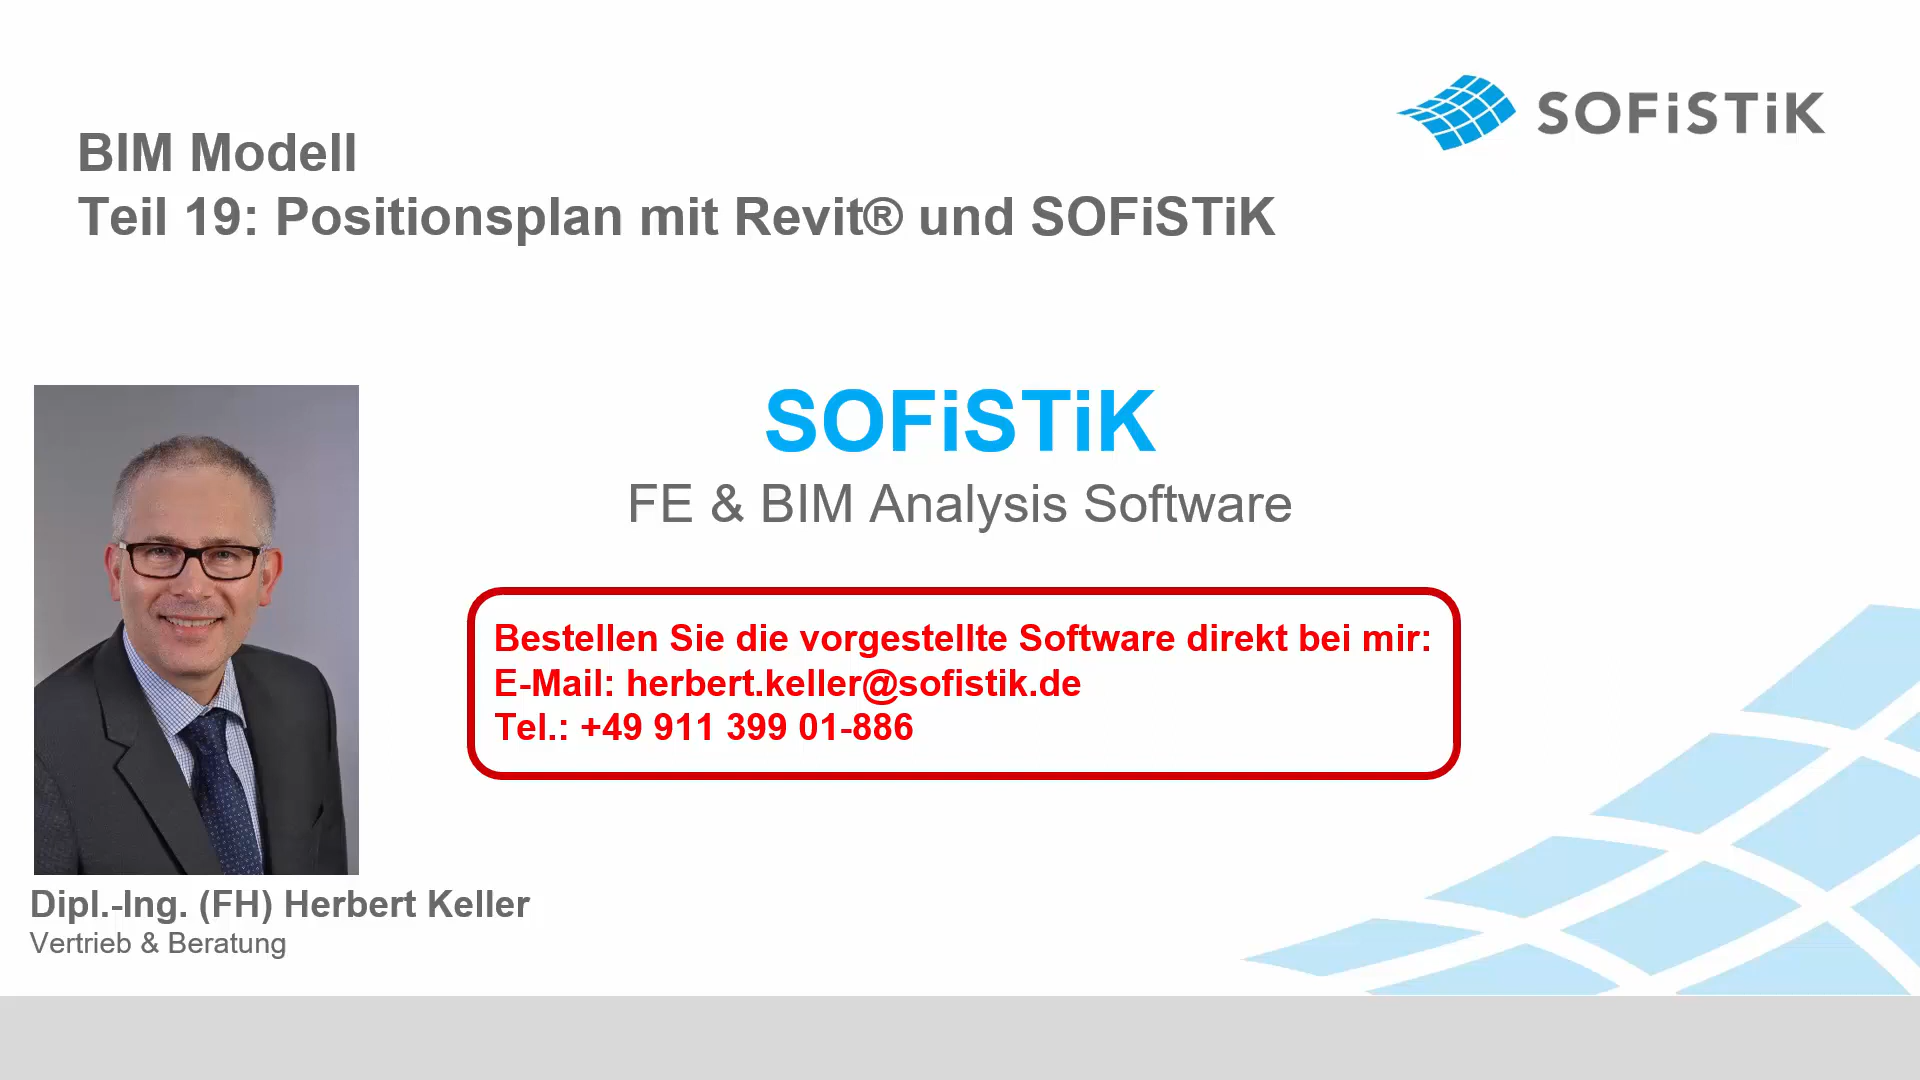 SOFiSTiK
BIM Modell
Teil 19: Positionsplan mit Revit® und SOFiSTiK
SOFiSTiK
FE & BIM Analysis Software
Bestellen Sie die vorgestellte Software direkt bei mir:
E-Mail: herbert.keller@sofistik.de
Tel.: +49 911 399 01-886
Dipl.-Ing. (FH) Herbert Keller
Vertrieb & Beratung